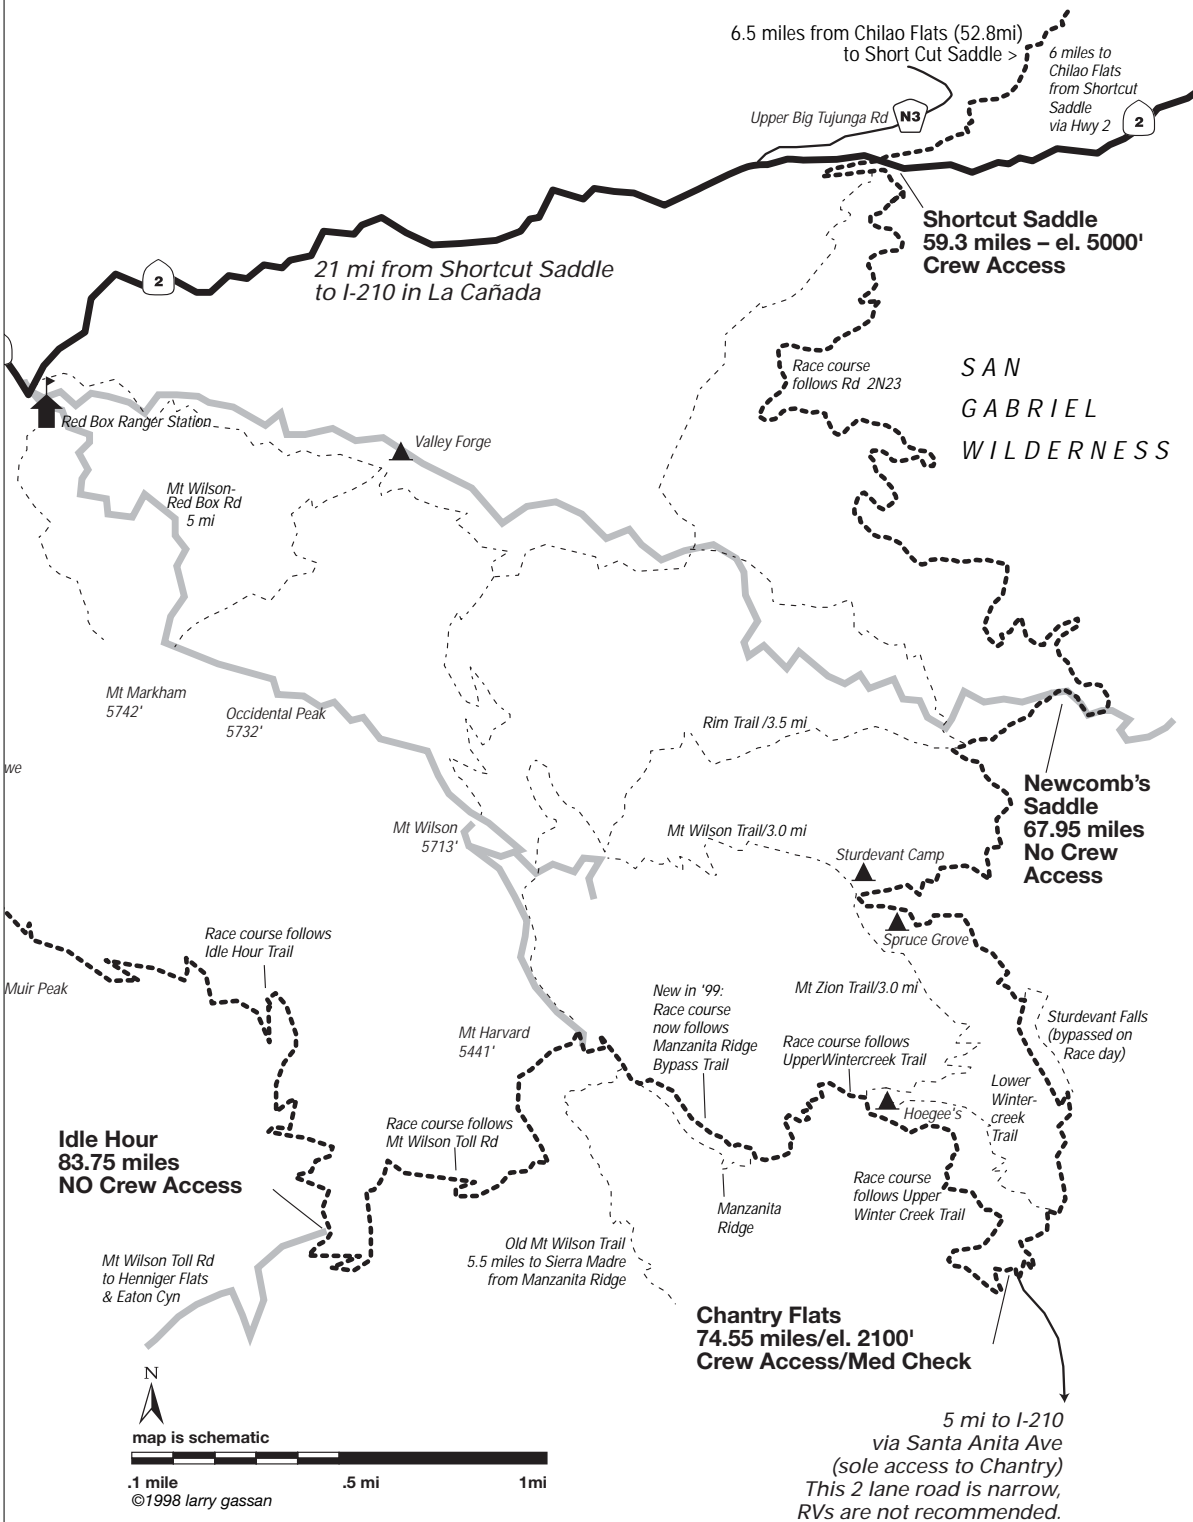 6.5 miles from Chilao Flats (52.8mi)
to Short Cut Saddle >
6 miles to
Chilao Flats
from Shortcut
Saddle
via Hwy 2
Upper Big Tujunga Rd
N3
2
Shortcut Saddle
59.3 miles – el. 5000'
Crew Access
2
21 mi from Shortcut Saddle
to I-210 in La Cañada
Race course
follows Rd 2N23
SAN
GABRIEL
WILDERNESS
Red Box Ranger Station
Valley Forge
Mt Wilson-
Red Box Rd
5 mi
Mt Markham
5742'
Occidental Peak
5732'
Rim Trail /3.5 mi
we
Newcomb's
Saddle
67.95 miles
No Crew
Access
Mt Wilson
5713'
Mt Wilson Trail/3.0 mi
Sturdevant Camp
Spruce Grove
Race course follows
Idle Hour Trail
Muir Peak
Mt Zion Trail/3.0 mi
New in '99:
Race course
now follows
Manzanita Ridge
Bypass Trail
Sturdevant Falls
(bypassed on
Race day)
Mt Harvard
5441'
Race course follows
UpperWintercreek Trail
Lower
Winter-
creek
Trail
Hoegee's
Race course follows
Mt Wilson Toll Rd
Idle Hour
83.75 miles
NO Crew Access
Race course
follows Upper
Winter Creek Trail
Manzanita
Ridge
Old Mt Wilson Trail
5.5 miles to Sierra Madre
from Manzanita Ridge
Mt Wilson Toll Rd
to Henniger Flats
& Eaton Cyn
Chantry Flats
74.55 miles/el. 2100'
Crew Access/Med Check
N
map is schematic
.1 mile .5 mi 1mi
©1998 larry gassan
5 mi to I-210
via Santa Anita Ave
(sole access to Chantry)
This 2 lane road is narrow,
RVs are not recommended.